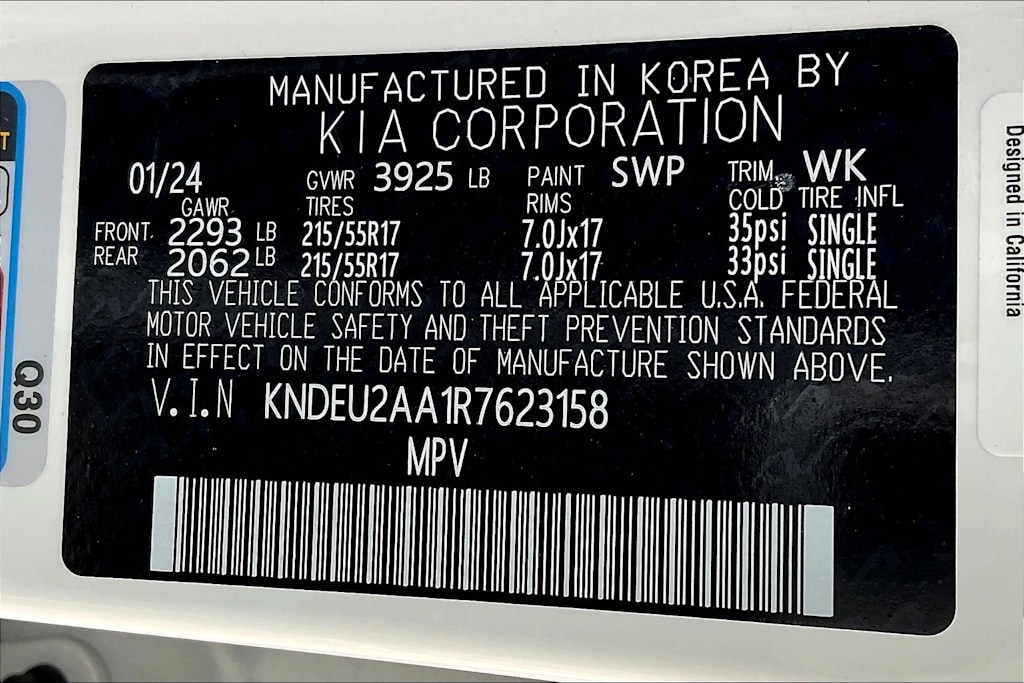 MANUFACTURED IN KOREA BY
KIA CORPORATION
01/24 GVWR 3925 LB PAINT SWP TRIM. WK
GAWR TIRES RIMS COLD TIRE INFL
FRONT 2293 LB 215/55R17 7.0Jx17 35psi SINGLE
REAR 2062 LB 215/55R17 7.0Jx17 33psi SINGLE
THIS VEHICLE CONFORMS TO ALL APPLICABLE U.S.A. FEDERAL
MOTOR VEHICLE SAFETY AND THEFT PREVENTION STANDARDS
IN EFFECT ON THE DATE OF MANUFACTURE SHOWN ABOVE.
V.I.N KNDEU2AA1R7623158
MPV
Q30
Designed in California